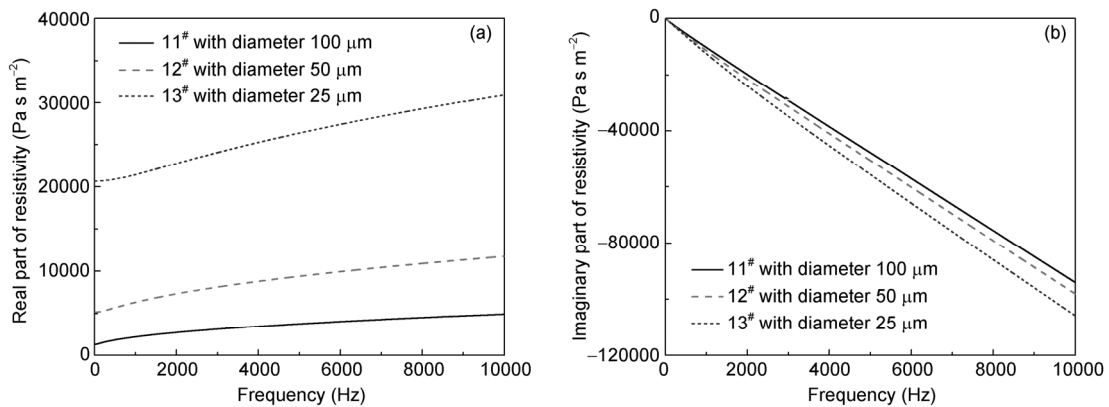 (a)
11# with diameter 100 μm
12# with diameter 50 μm
13# with diameter 25 μm
Real part of resistivity (Pa s m⁻²)
40000
30000
20000
10000
0
0 2000 4000 6000 8000 10000
Frequency (Hz)
(b)
Imaginary part of resistivity (Pa s m⁻²)
0
−40000
−80000
−120000
11# with diameter 100 μm
12# with diameter 50 μm
13# with diameter 25 μm
0 2000 4000 6000 8000 10000
Frequency (Hz)